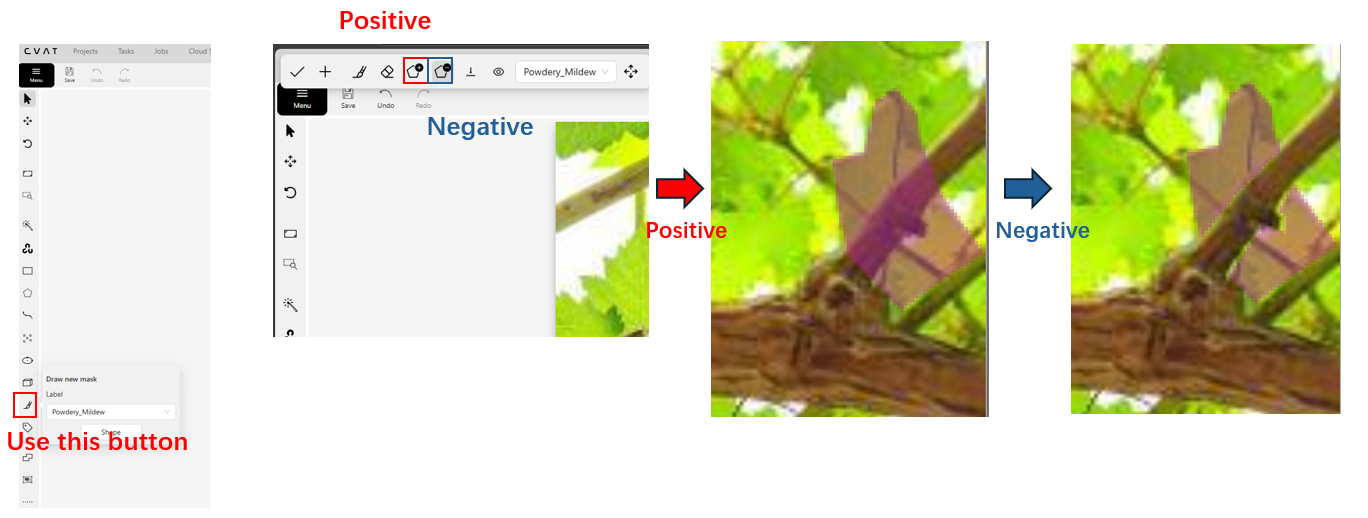 Positive
CVAT Projects Tasks Jobs Cloud S
Menu Save Undo Redo
Powdery_Mildew
Menu Save Undo Redo
Negative
Positive
Negative
Draw new mask
Label
Powdery_Mildew
Shape
Use this button